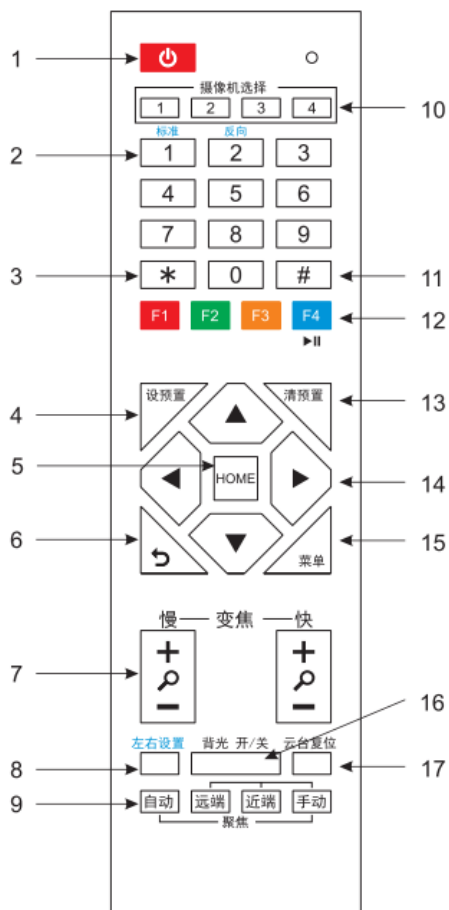 1
摄像机选择
1 2 3 4
10
标准 反向
2
1 2 3
4 5 6
7 8 9
3
* 0 #
11
F1 F2 F3 F4
12
设预置 清预置
4
13
5
HOME
14
6
菜单
15
慢 变焦 快
+ +
7
- -
16
左右设置 背光 开/关 云台复位
8
17
9
自动 远端 近端 手动
聚焦